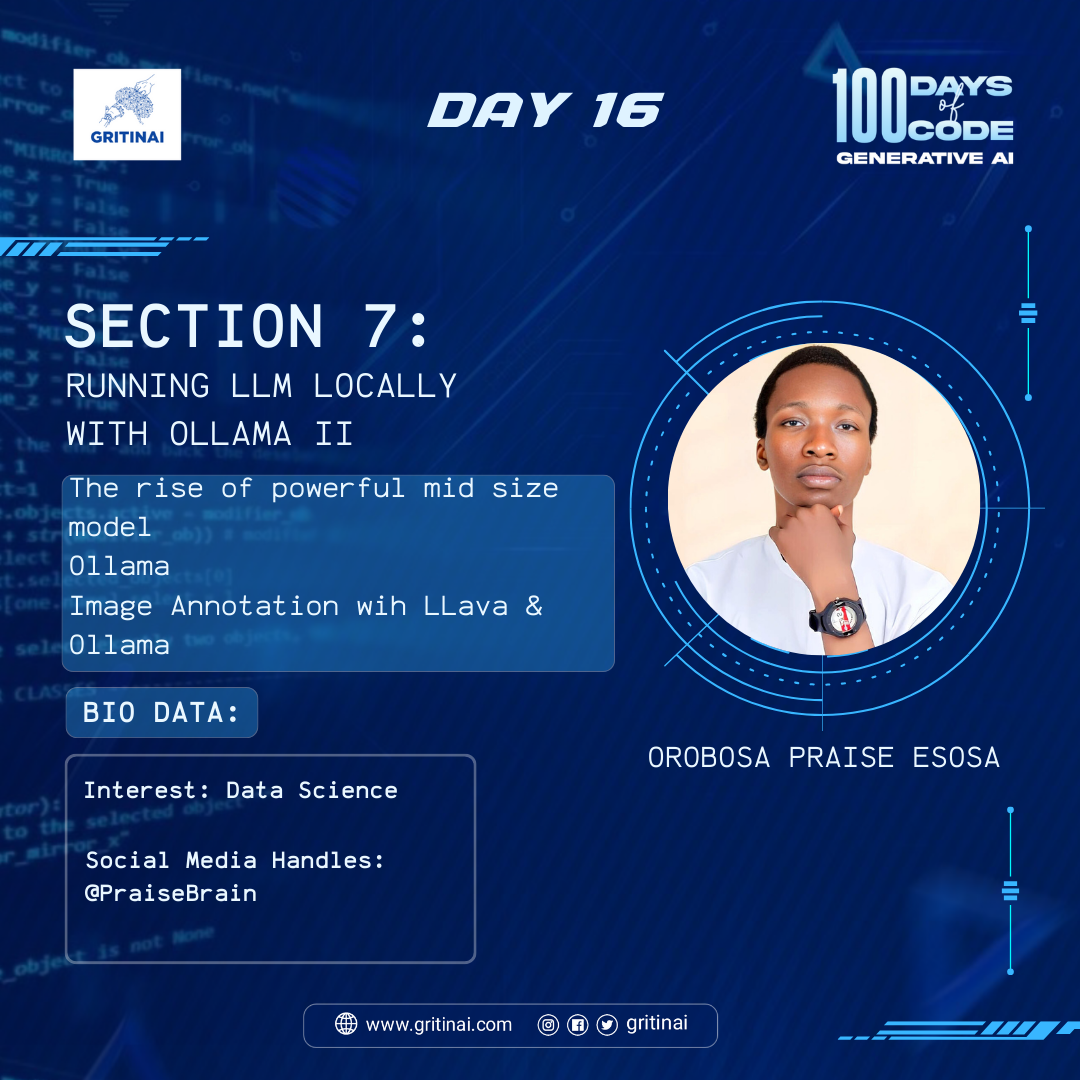 GRITINAI
DAY 16
100 DAYS
of
CODE
GENERATIVE AI
SECTION 7:
RUNNING LLM LOCALLY
WITH OLLAMA II
The rise of powerful mid size
model
Ollama
Image Annotation wih LLava &
Ollama
BIO DATA:
Interest: Data Science
Social Media Handles:
@PraiseBrain
OROBOSA PRAISE ESOSA
www.gritinai.com
gritinai